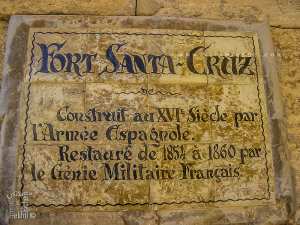 Fort Santa-Cruz
de
Construit au XVIe Siècle par
l'Armée Espagnole.
Restauré de 1854 à 1860 par
le Génie Militaire Français